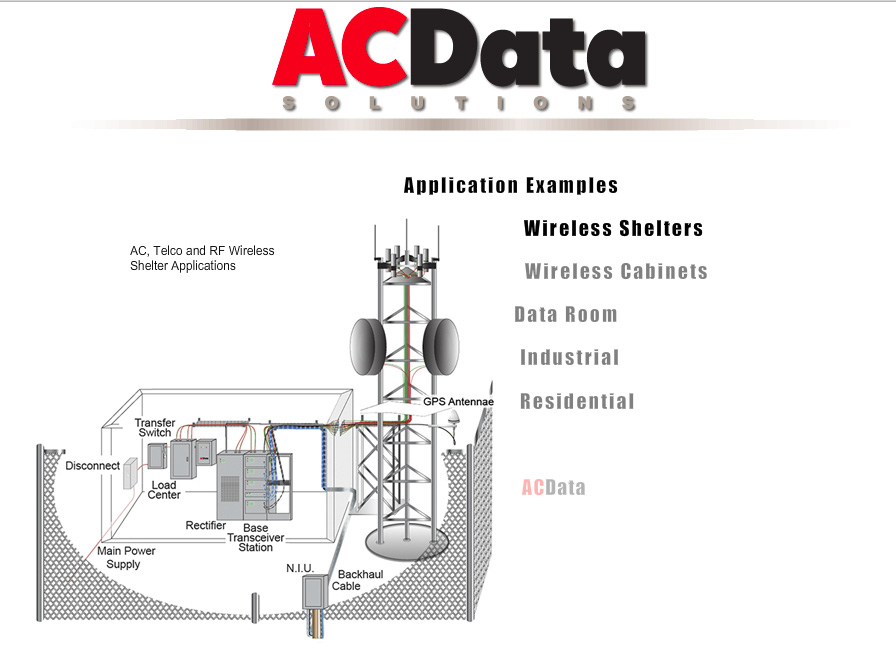 ACData
SOLUTIONS
Application Examples
Wireless Shelters
AC, Telco and RF Wireless
Shelter Applications
Wireless Cabinets
Data Room
Industrial
Residential
GPS Antennae
Transfer
Switch
Disconnect
Load
Center
Rectifier
Base
Transceiver
Station
Main Power
Supply
N.I.U.
Backhaul
Cable
ACData